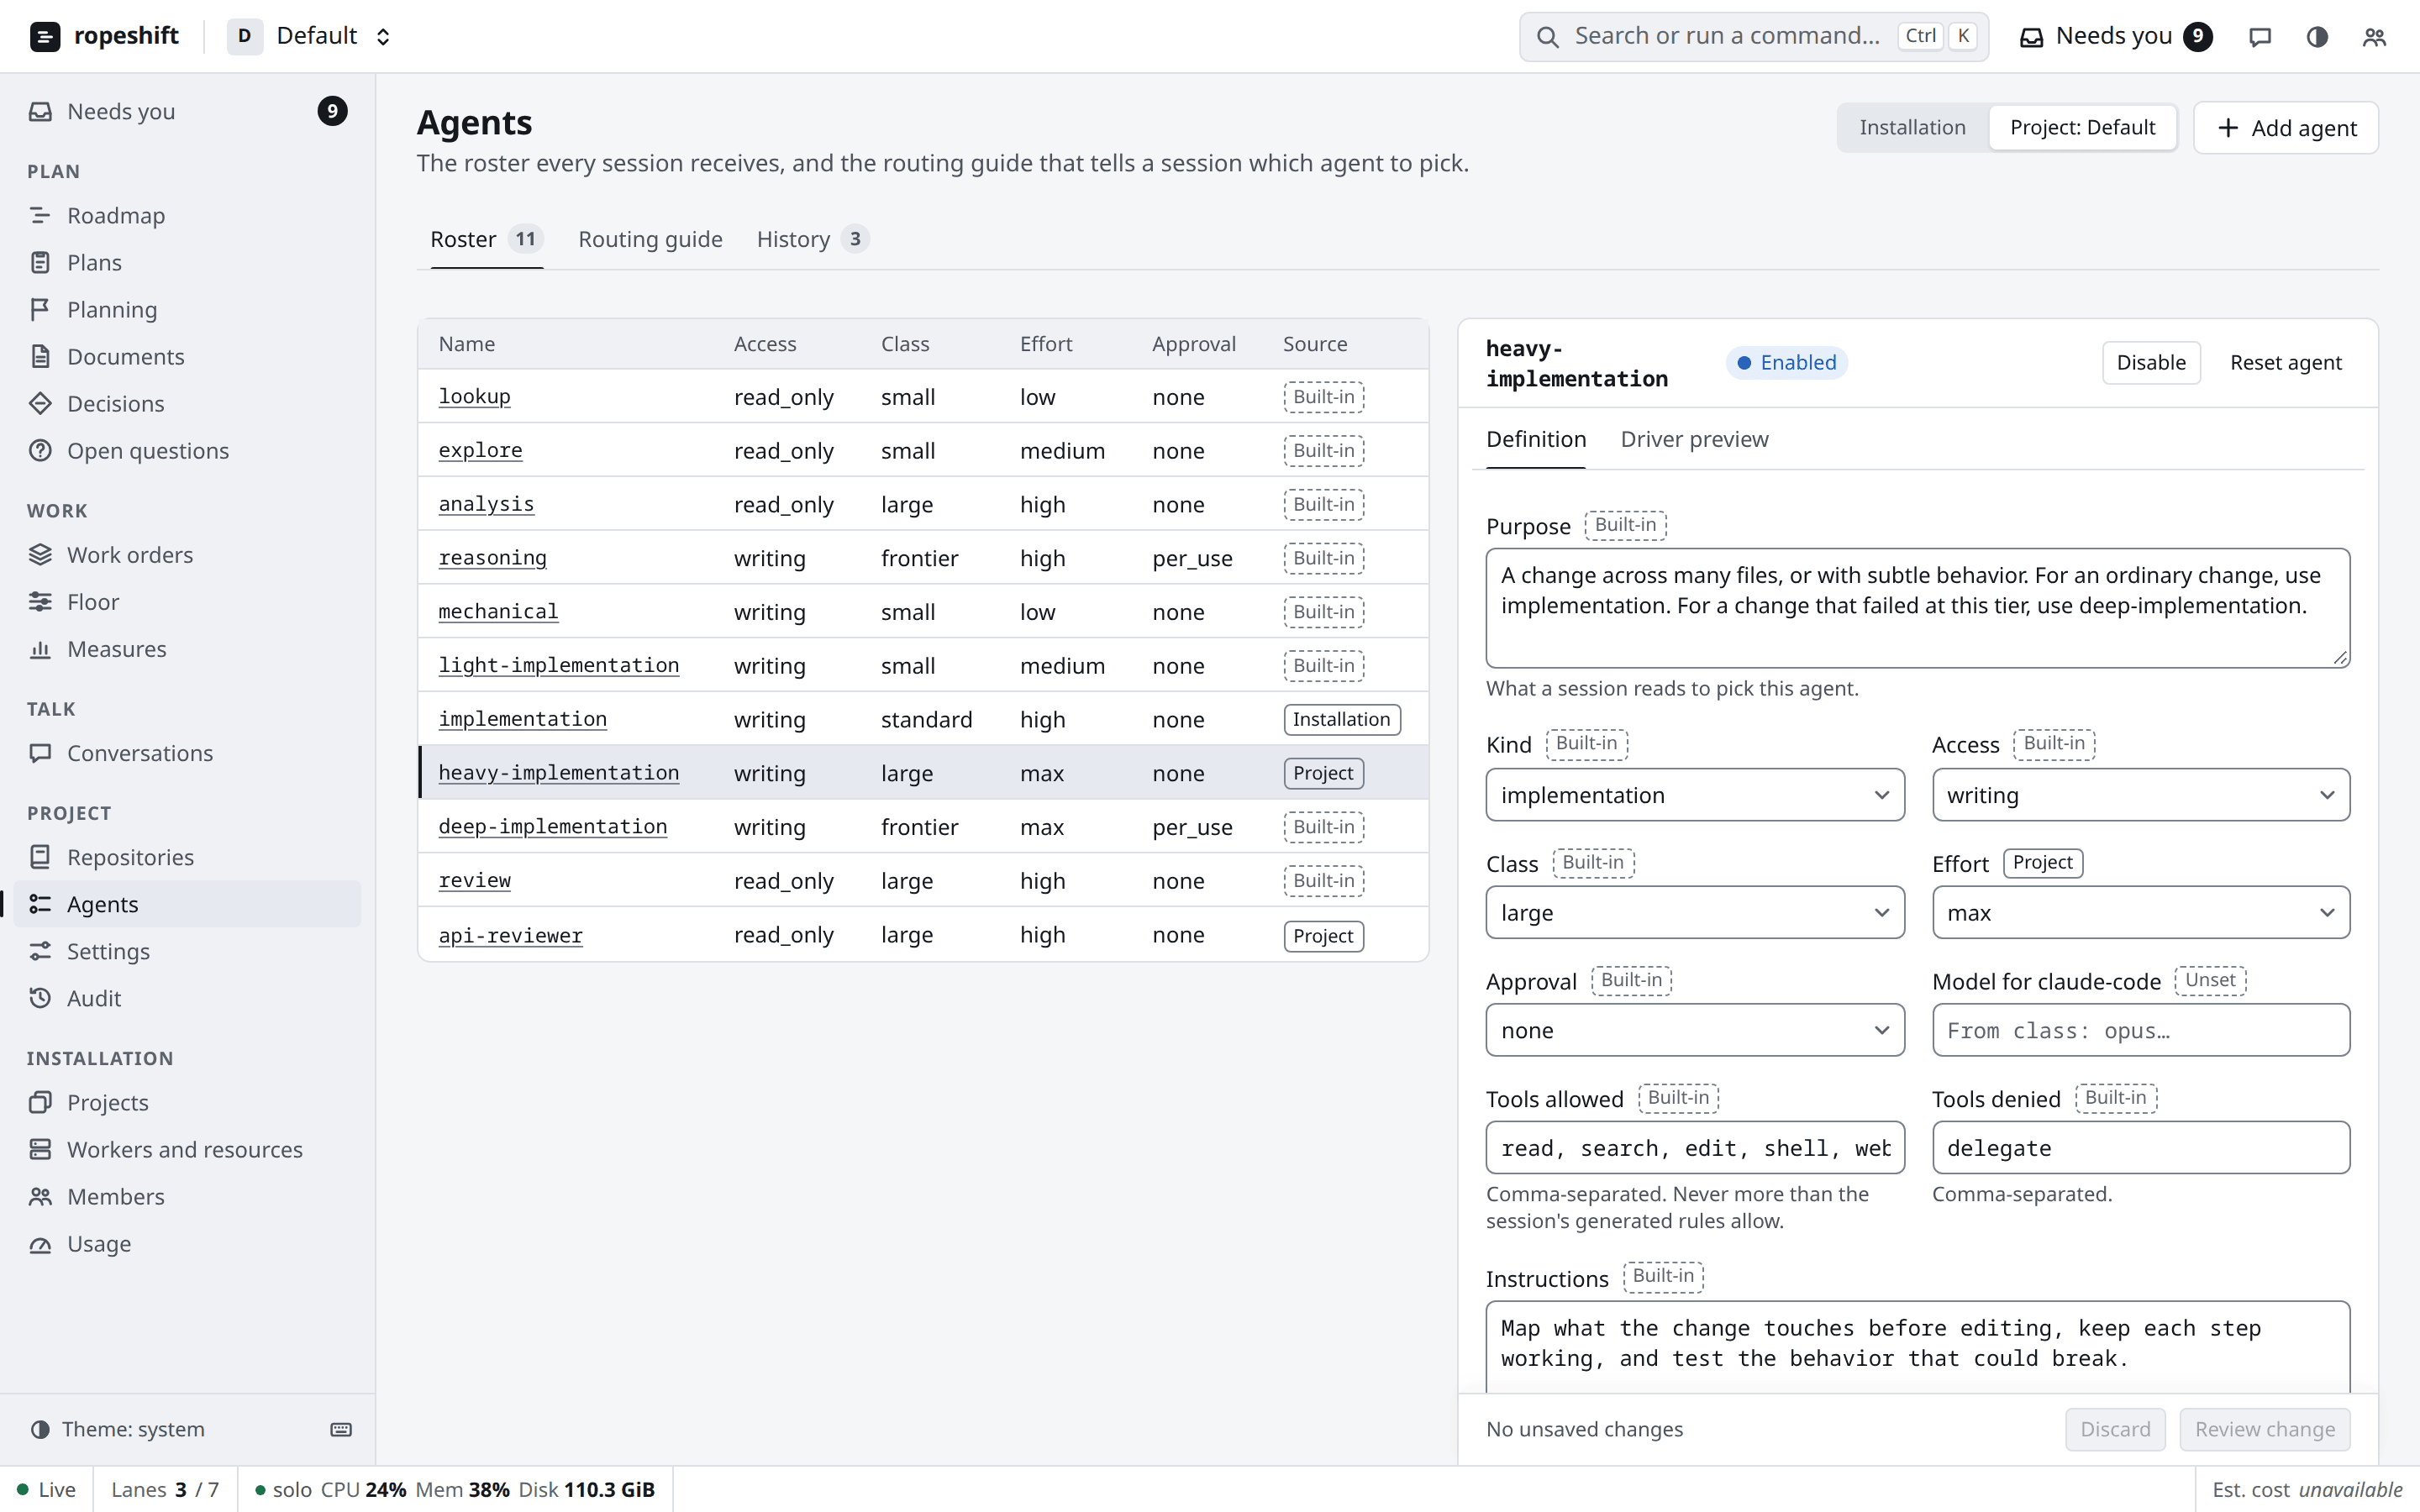 ropeshift
D Default
Search or run a command... Ctrl K
Needs you 9
Needs you 9
PLAN
Roadmap
Plans
Planning
Documents
Decisions
Open questions
WORK
Work orders
Floor
Measures
TALK
Conversations
PROJECT
Repositories
Agents
Settings
Audit
INSTALLATION
Projects
Workers and resources
Members
Usage
Theme: system
Agents
The roster every session receives, and the routing guide that tells a session which agent to pick.
Installation Project: Default
Add agent
Roster 11 Routing guide History 3
Name Access Class Effort Approval Source
lookup read_only small low none Built-in
explore read_only small medium none Built-in
analysis read_only large high none Built-in
reasoning writing frontier high per_use Built-in
mechanical writing small low none Built-in
light-implementation writing small medium none Built-in
implementation writing standard high none Installation
heavy-implementation writing large max none Project
deep-implementation writing frontier max per_use Built-in
review read_only large high none Built-in
api-reviewer read_only large high none Project
heavy-
implementation
Enabled
Disable
Reset agent
Definition Driver preview
Purpose Built-in
A change across many files, or with subtle behavior. For an ordinary change, use
implementation. For a change that failed at this tier, use deep-implementation.
What a session reads to pick this agent.
Kind Built-in
implementation
Access Built-in
writing
Class Built-in
large
Effort Project
max
Approval Built-in
none
Model for claude-code Unset
From class: opus…
Tools allowed Built-in
read, search, edit, shell, web
Comma-separated. Never more than the
session's generated rules allow.
Tools denied Built-in
delegate
Comma-separated.
Instructions Built-in
Map what the change touches before editing, keep each step
working, and test the behavior that could break.
No unsaved changes
Discard
Review change
Live
Lanes 3 / 7
solo CPU 24% Mem 38% Disk 110.3 GiB
Est. cost unavailable